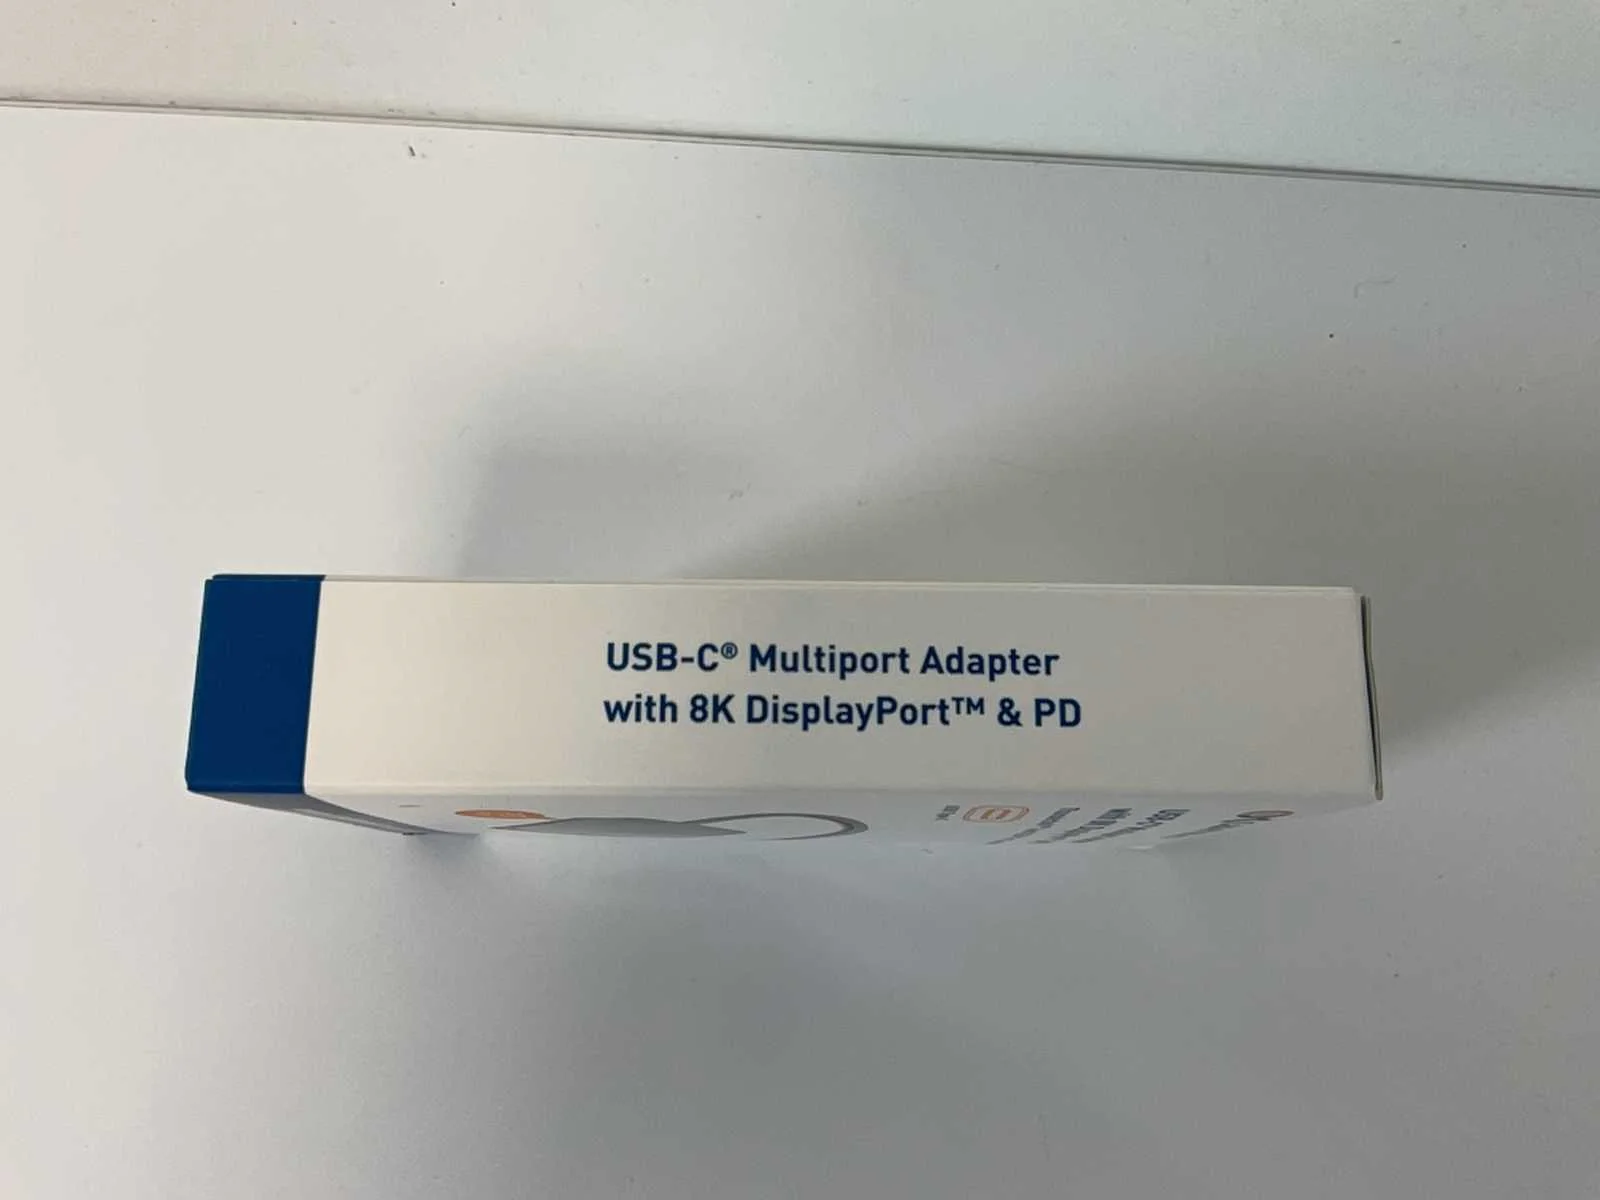 USB-C® Multiport Adapter
with 8K DisplayPort™ & PD